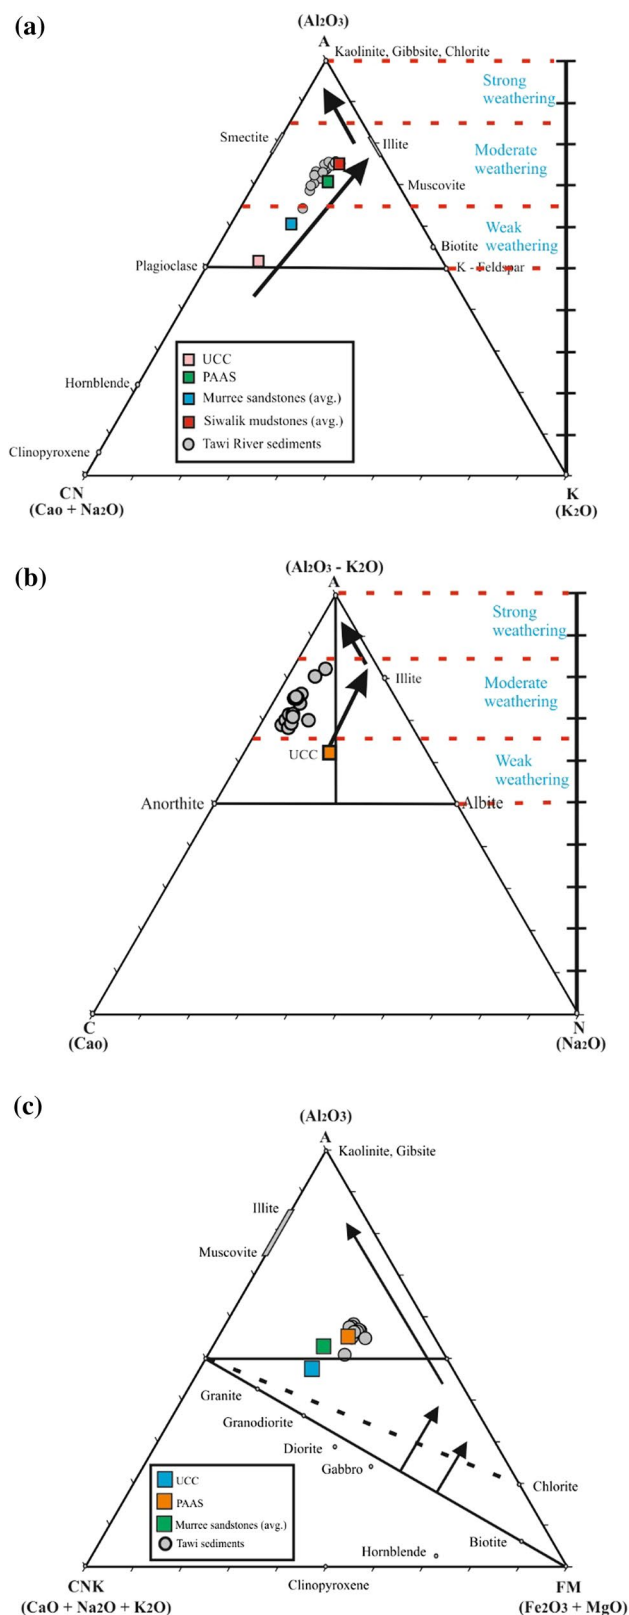 (a)
(Al2O3)
A
Kaolinite, Gibbsite, Chlorite
Strong
weathering
Smectite
Illite
Moderate
weathering
Muscovite
Weak
weathering
Biotite
Plagioclase
K - Feldspar
UCC
PAAS
Murree sandstones (avg.)
Siwalik mudstones (avg.)
Tawi River sediments
Hornblende
Clinopyroxene
CN
(Cao + Na2O)
K
(K2O)
(b)
(Al2O3 - K2O)
A
Strong
weathering
Illite
Moderate
weathering
UCC
Weak
weathering
Anorthite
Albite
C
(Cao)
N
(Na2O)
(c)
(Al2O3)
A
Kaolinite, Gibsite
Illite
Muscovite
Granite
Granodiorite
Diorite
Gabbro
Chlorite
UCC
PAAS
Murree sandstones (avg.)
Tawi sediments
Biotite
Hornblende
Clinopyroxene
CNK
(CaO + Na2O + K2O)
FM
(Fe2O3 + MgO)